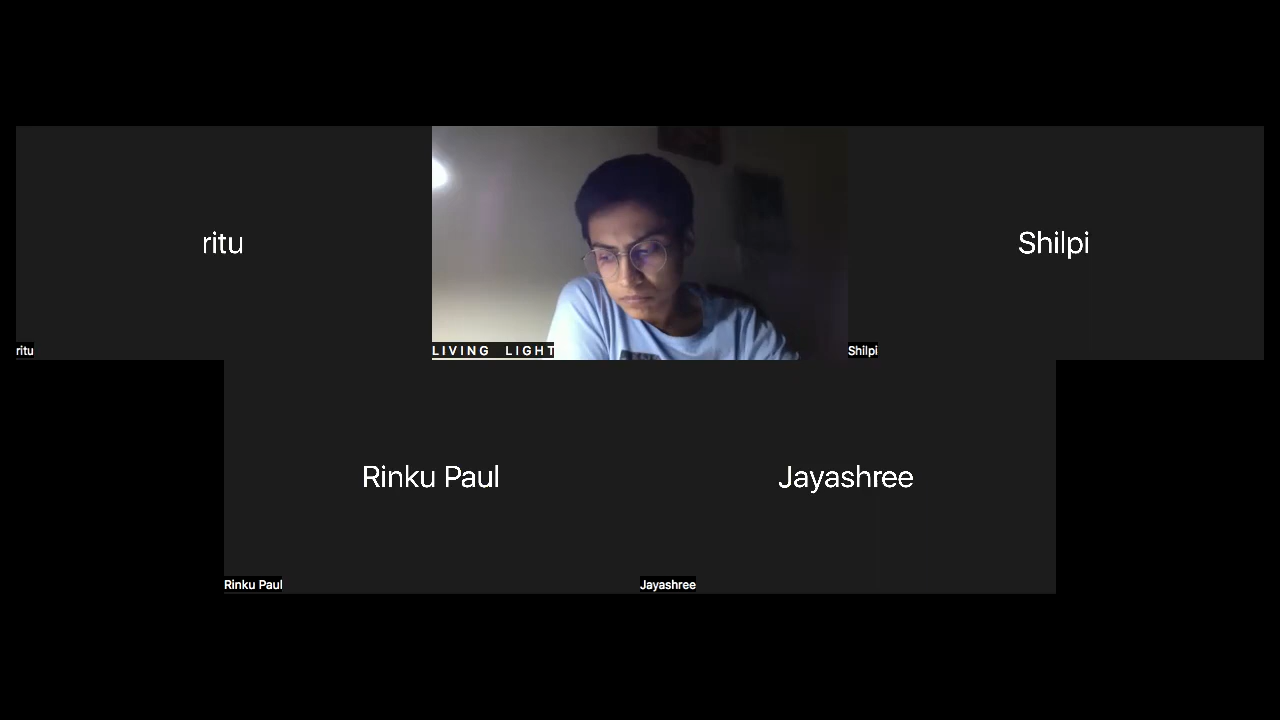 ritu
Shilpi
ritu
LIVING LIGHT
Shilpi
Rinku Paul
Jayashree
Rinku Paul
Jayashree